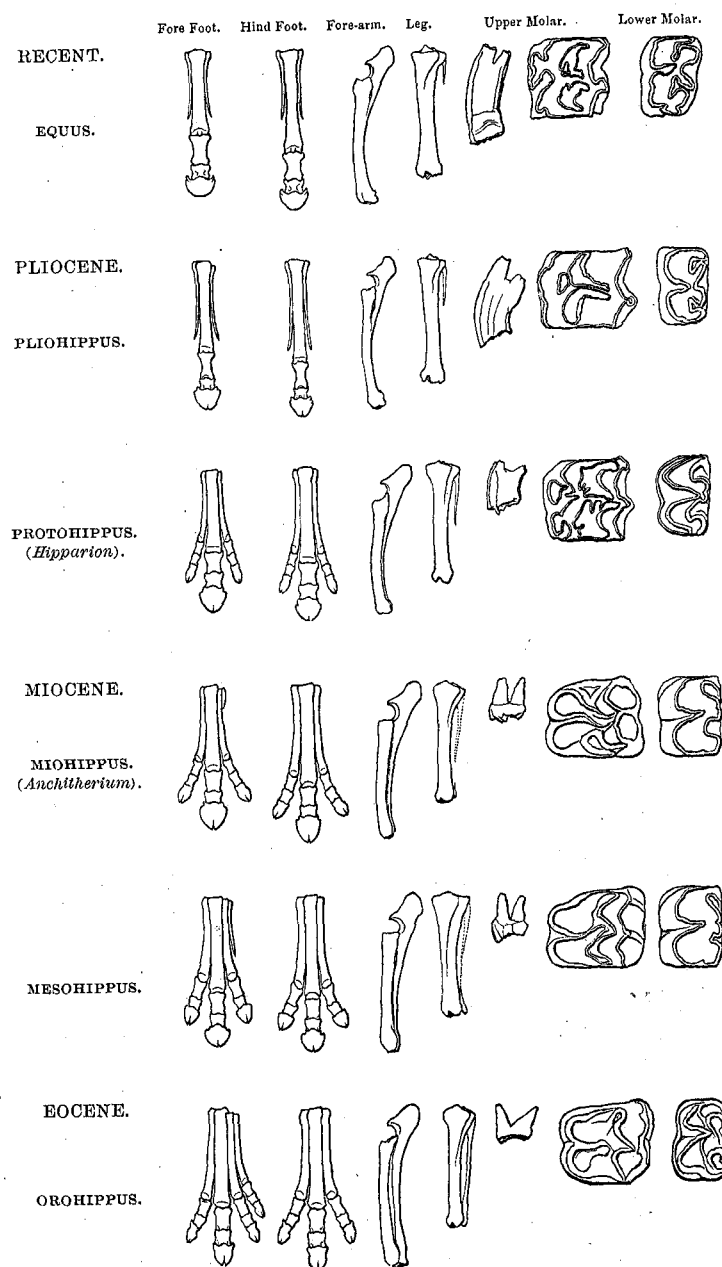 Fore Foot. Hind Foot. Fore-arm. Leg. Upper Molar. Lower Molar.
RECENT.
EQUUS.
PLIOCENE.
PLIOHIPPUS.
PROTOHIPPUS.
(Hipparion).
MIOCENE.
MIOHIPPUS.
(Anchitherium).
MESOHIPPUS.
EOCENE.
OROHIPPUS.